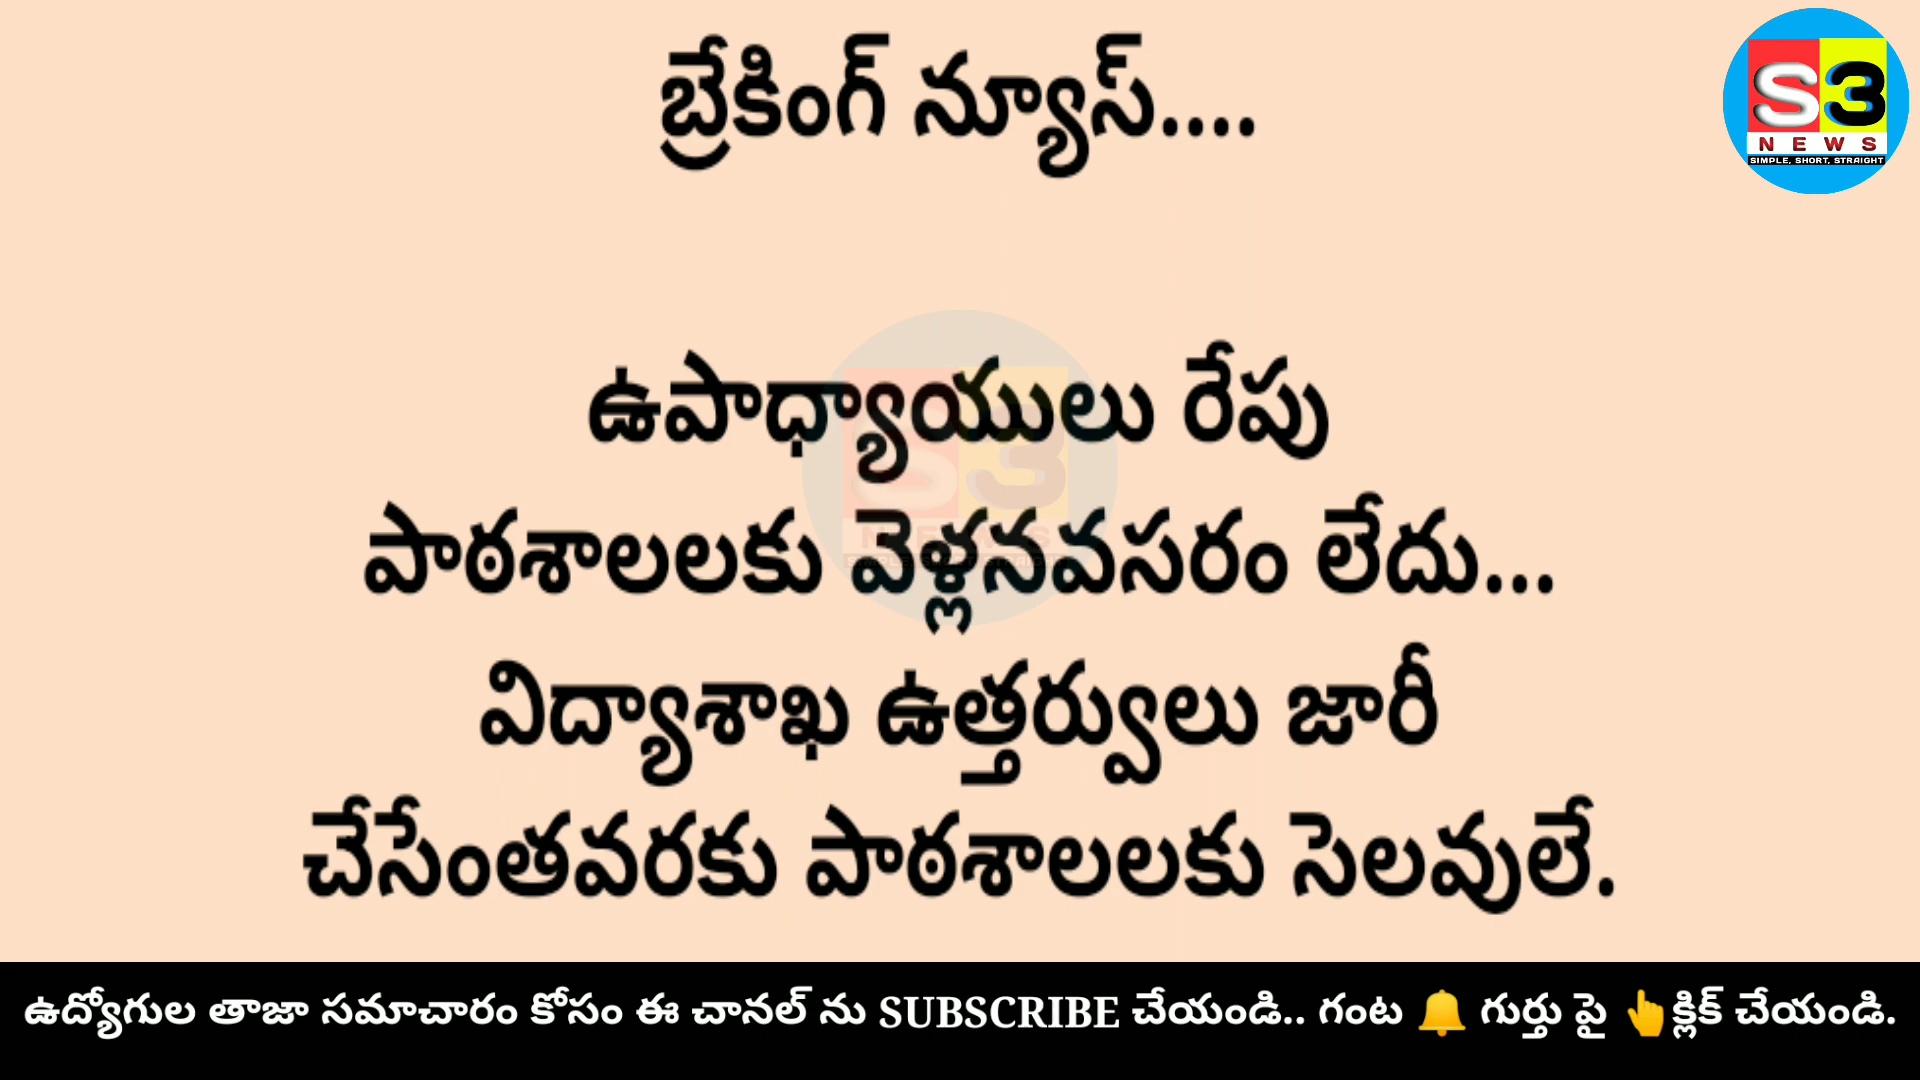 బ్రేకింగ్ న్యూస్....
S3
NEWS
SIMPLE, SHORT, STRAIGHT
ఉపాధ్యాయులు రేపు
పాఠశాలలకు వెళ్లనవసరం లేదు...
విద్యాశాఖ ఉత్తర్వులు జారీ
చేసేంతవరకు పాఠశాలలకు సెలవులే.
ఉద్యోగుల తాజా సమాచారం కోసం ఈ చానల్ ను SUBSCRIBE చేయండి.. గంట 🔔 గుర్తు పై 👆క్లిక్ చేయండి.